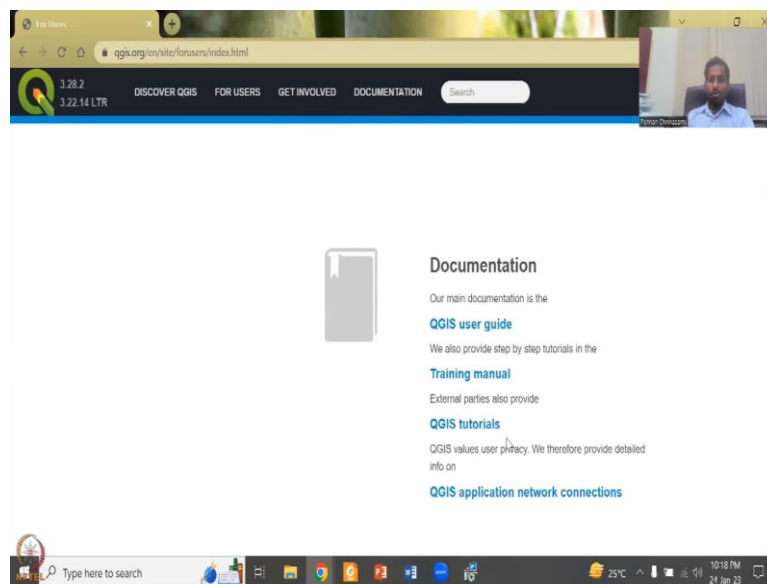 For Users
qgis.org/en/site/forusers/index.html
3.28.2
3.22.14 LTR
DISCOVER QGIS FOR USERS GET INVOLVED DOCUMENTATION Search
Documentation
Our main documentation is the
QGIS user guide
We also provide step by step tutorials in the
Training manual
External parties also provide
QGIS tutorials
QGIS values user privacy. We therefore provide detailed
info on
QGIS application network connections
NPTEL
Type here to search
25°C
10:18 PM
24 Jan 23